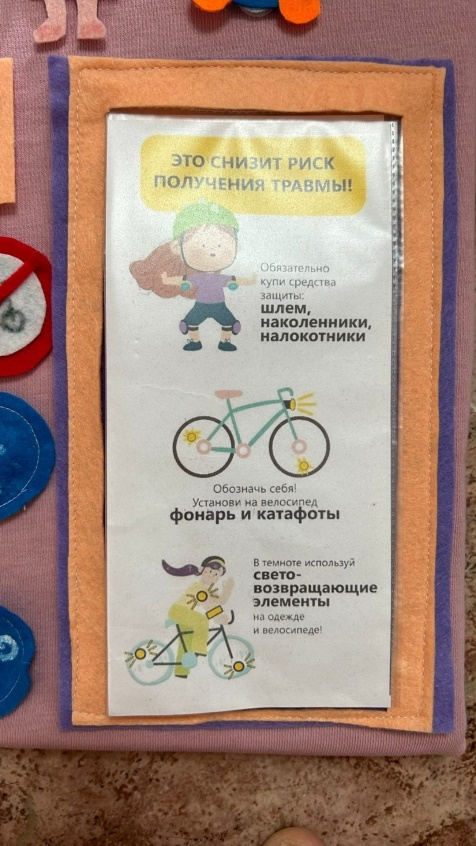 ЭТО СНИЗИТ РИСК
ПОЛУЧЕНИЯ ТРАВМЫ!
Обязательно
купи средства
защиты:
шлем,
наколенники,
налокотники
Обозначь себя!
Установи на велосипед
фонарь и катафоты
В темноте используй
свето-
возвращающие
элементы
на одежде
и велосипеде!